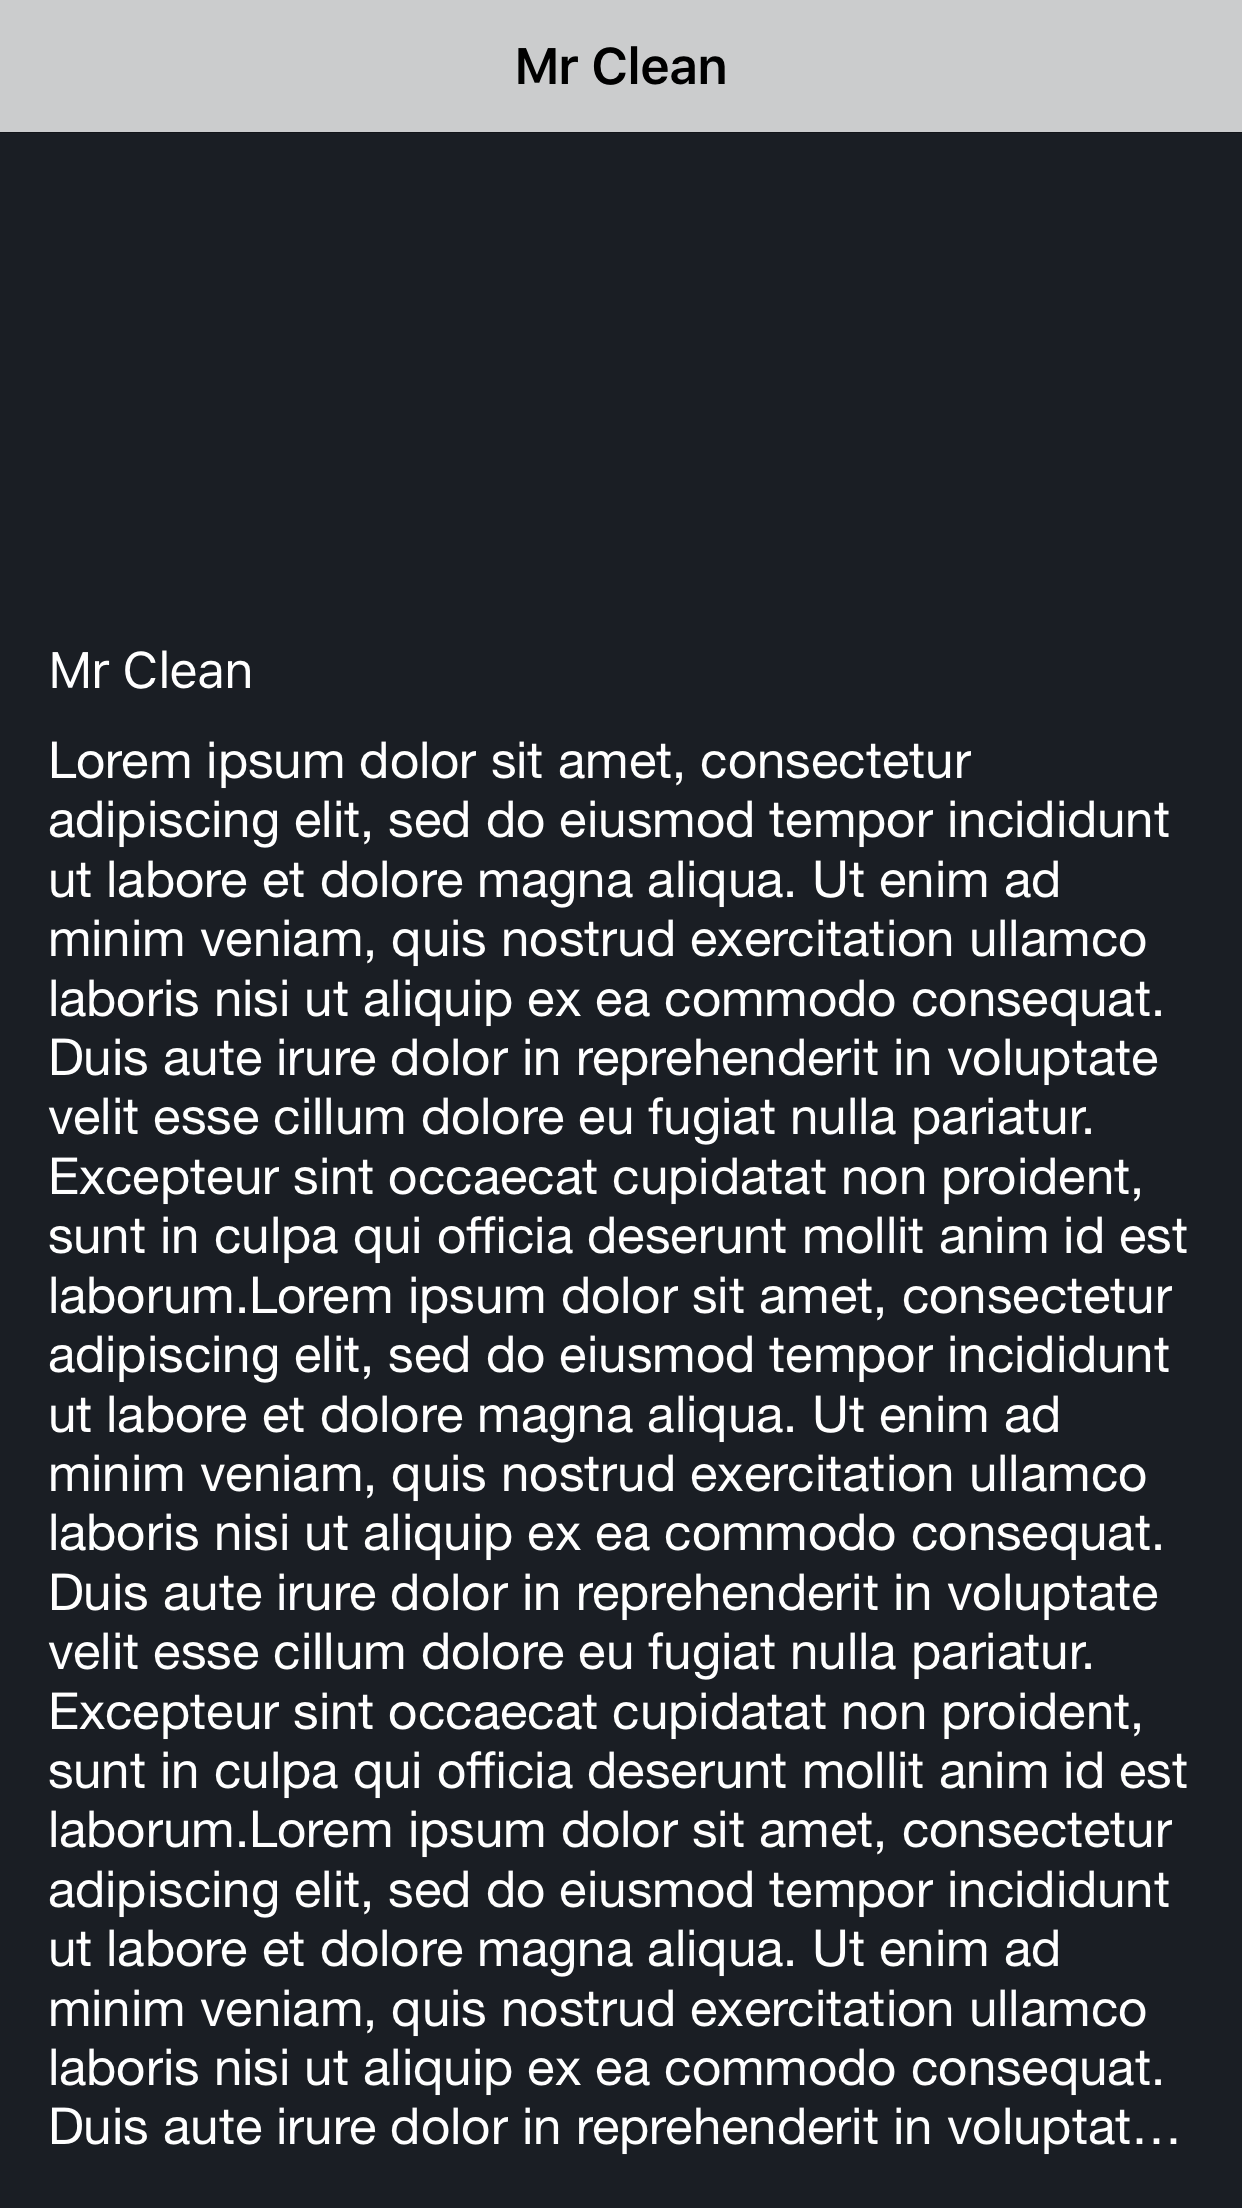 Mr Clean
Mr Clean
Lorem ipsum dolor sit amet, consectetur
adipiscing elit, sed do eiusmod tempor incididunt
ut labore et dolore magna aliqua. Ut enim ad
minim veniam, quis nostrud exercitation ullamco
laboris nisi ut aliquip ex ea commodo consequat.
Duis aute irure dolor in reprehenderit in voluptate
velit esse cillum dolore eu fugiat nulla pariatur.
Excepteur sint occaecat cupidatat non proident,
sunt in culpa qui officia deserunt mollit anim id est
laborum.Lorem ipsum dolor sit amet, consectetur
adipiscing elit, sed do eiusmod tempor incididunt
ut labore et dolore magna aliqua. Ut enim ad
minim veniam, quis nostrud exercitation ullamco
laboris nisi ut aliquip ex ea commodo consequat.
Duis aute irure dolor in reprehenderit in voluptate
velit esse cillum dolore eu fugiat nulla pariatur.
Excepteur sint occaecat cupidatat non proident,
sunt in culpa qui officia deserunt mollit anim id est
laborum.Lorem ipsum dolor sit amet, consectetur
adipiscing elit, sed do eiusmod tempor incididunt
ut labore et dolore magna aliqua. Ut enim ad
minim veniam, quis nostrud exercitation ullamco
laboris nisi ut aliquip ex ea commodo consequat.
Duis aute irure dolor in reprehenderit in voluptat…